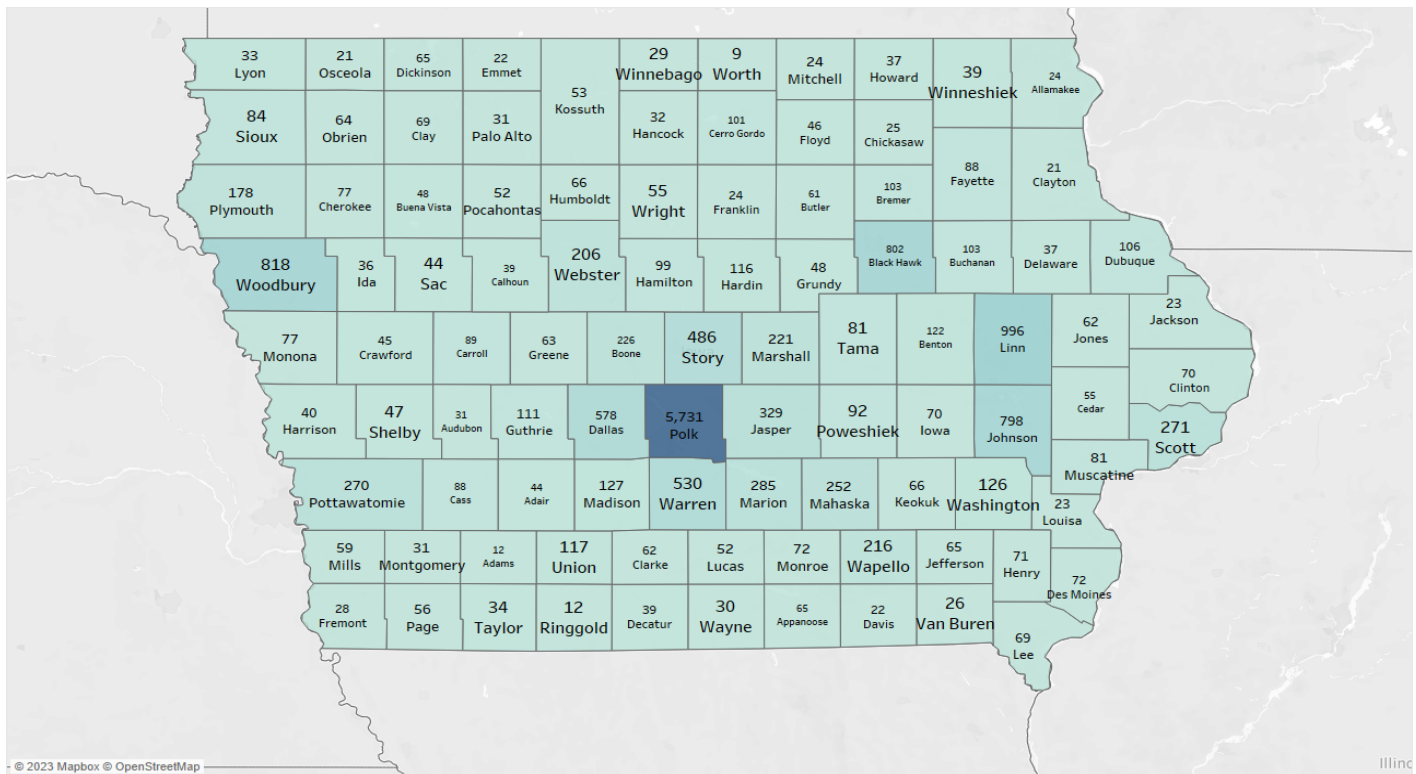 33
Lyon
21
Osceola
65
Dickinson
22
Emmet
53
Kossuth
29
Winnebago
9
Worth
24
Mitchell
37
Howard
39
Winneshiek
24
Allamakee
84
Sioux
64
Obrien
69
Clay
31
Palo Alto
32
Hancock
101
Cerro Gordo
46
Floyd
25
Chickasaw
178
Plymouth
77
Cherokee
48
Buena Vista
52
Pocahontas
66
Humboldt
55
Wright
24
Franklin
61
Butler
103
Bremer
88
Fayette
21
Clayton
818
Woodbury
36
Ida
44
Sac
39
Calhoun
206
Webster
99
Hamilton
116
Hardin
48
Grundy
802
Black Hawk
103
Buchanan
37
Delaware
106
Dubuque
77
Monona
45
Crawford
89
Carroll
63
Greene
226
Boone
486
Story
221
Marshall
81
Tama
122
Benton
996
Linn
62
Jones
23
Jackson
40
Harrison
47
Shelby
31
Audubon
111
Guthrie
578
Dallas
5,731
Polk
329
Jasper
92
Poweshiek
70
Iowa
798
Johnson
55
Cedar
70
Clinton
271
Scott
81
Muscatine
270
Pottawatomie
88
Cass
44
Adair
127
Madison
530
Warren
285
Marion
252
Mahaska
66
Keokuk
126
Washington
23
Louisa
59
Mills
31
Montgomery
12
Adams
117
Union
62
Clarke
52
Lucas
72
Monroe
216
Wapello
65
Jefferson
71
Henry
72
Des Moines
28
Fremont
56
Page
34
Taylor
12
Ringgold
39
Decatur
30
Wayne
65
Appanoose
22
Davis
26
Van Buren
69
Lee
© 2023 Mapbox © OpenStreetMap
Illinc